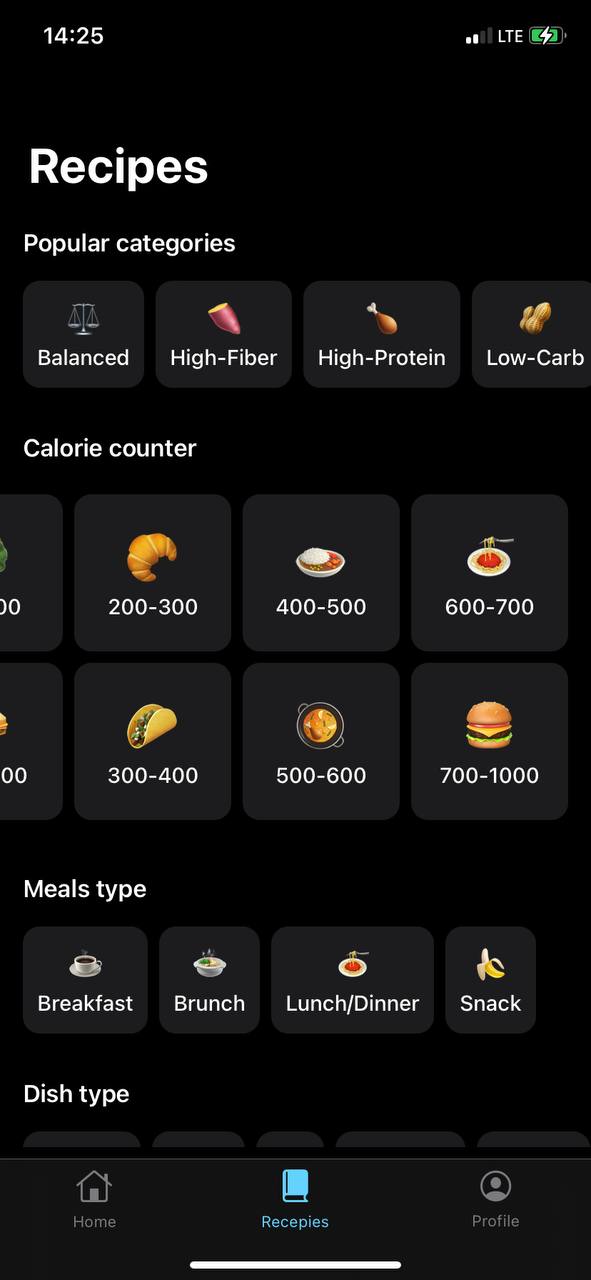 14:25
LTE
Recipes
Popular categories
Balanced
High-Fiber
High-Protein
Low-Carb
Calorie counter
00
200-300
400-500
600-700
00
300-400
500-600
700-1000
Meals type
Breakfast
Brunch
Lunch/Dinner
Snack
Dish type
Home
Recepies
Profile